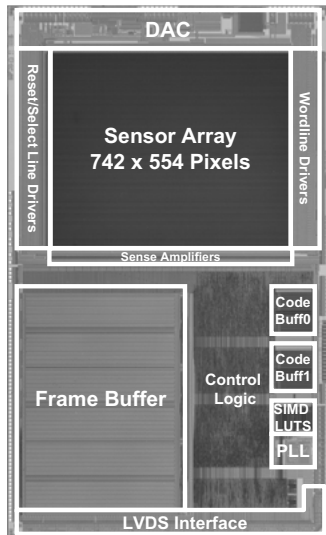 DAC
Reset/Select Line Drivers
Sensor Array
742 x 554 Pixels
Wordline Drivers
Sense Amplifiers
Frame Buffer
Control
Logic
Code
Buff0
Code
Buff1
SIMD
LUTS
PLL
LVDS Interface